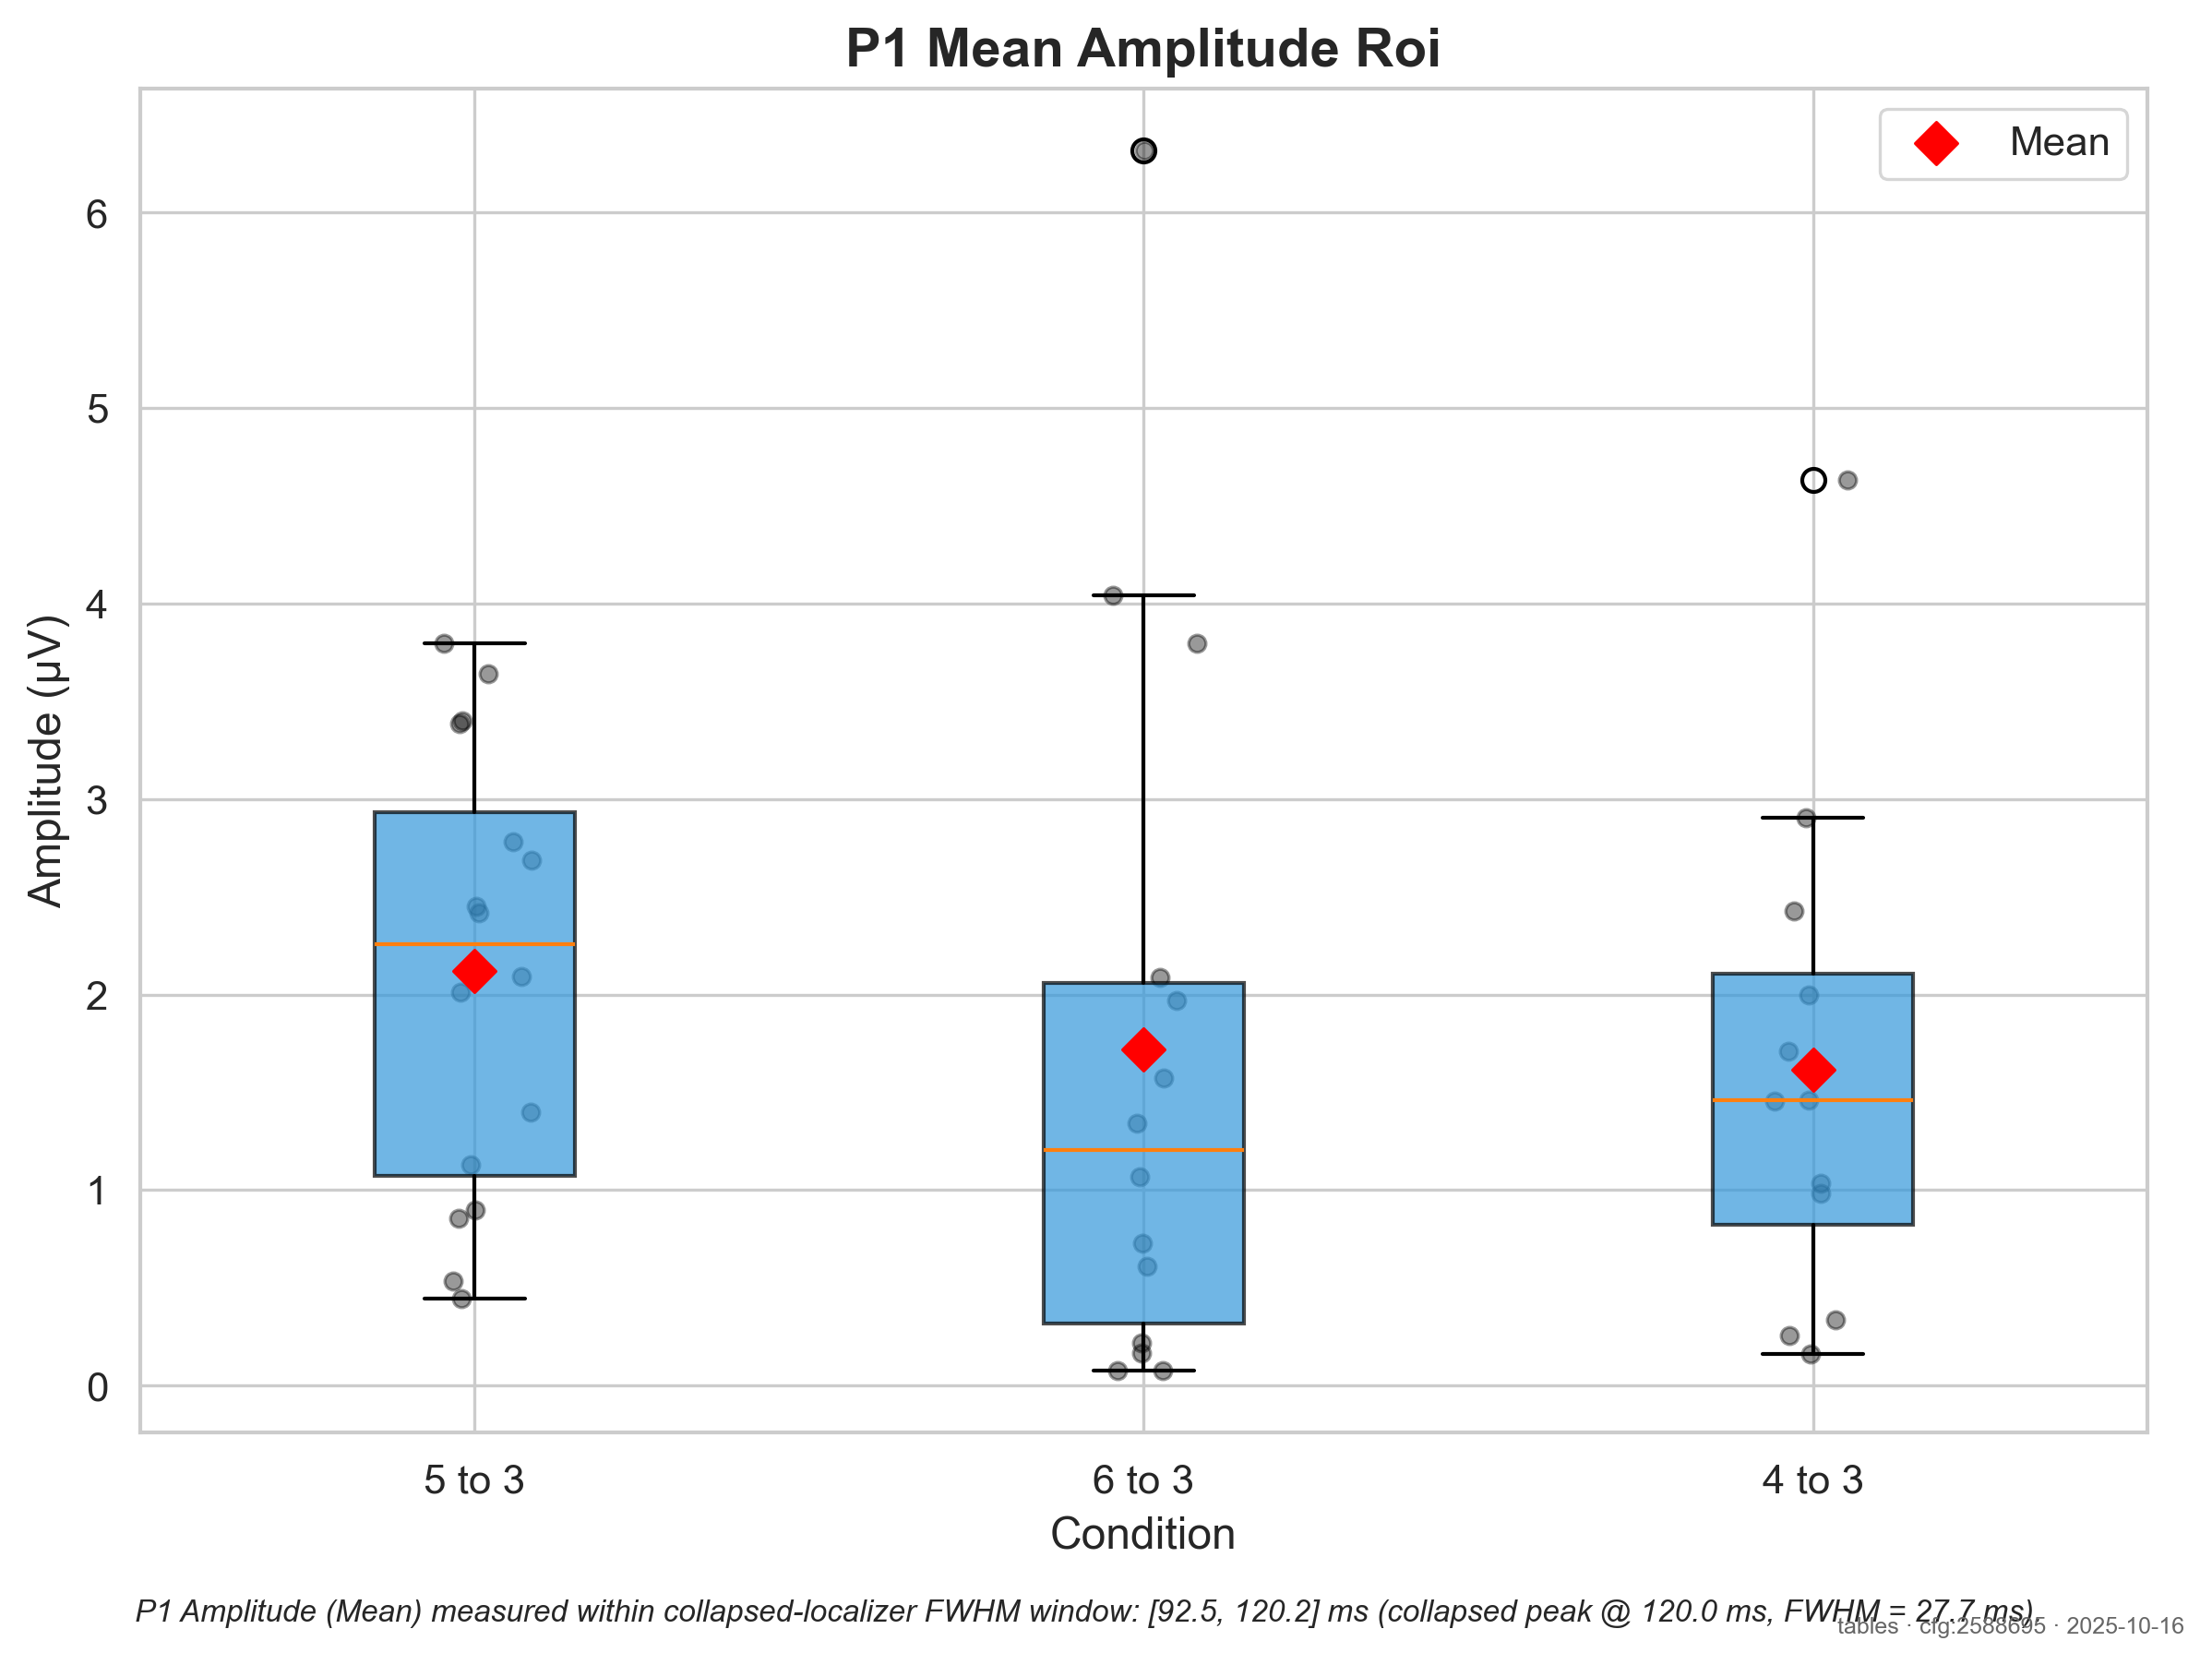 P1 Mean Amplitude Roi
Mean
Amplitude (µV)
6
5
4
3
2
1
0
5 to 3
6 to 3
4 to 3
Condition
P1 Amplitude (Mean) measured within collapsed-localizer FWHM window: [92.5, 120.2] ms (collapsed peak @ 120.0 ms, FWHM = 27.7 ms).
tables · cfg:2588695 · 2025-10-16